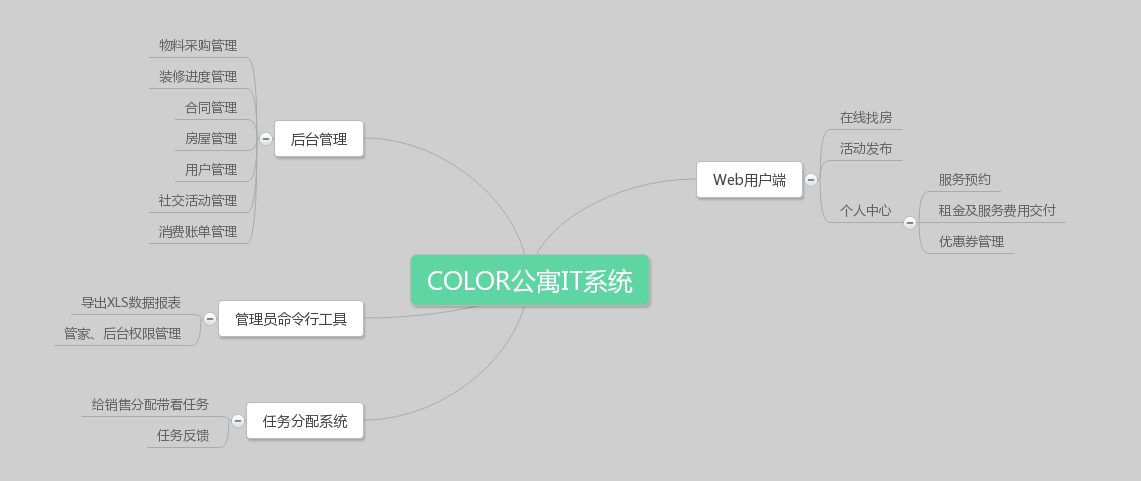 COLOR公寓IT系统
后台管理
物料采购管理
装修进度管理
合同管理
房屋管理
用户管理
社交活动管理
消费账单管理
管理员命令行工具
导出XLS数据报表
管家、后台权限管理
任务分配系统
给销售分配带看任务
任务反馈
Web用户端
在线找房
活动发布
个人中心
服务预约
租金及服务费用交付
优惠券管理